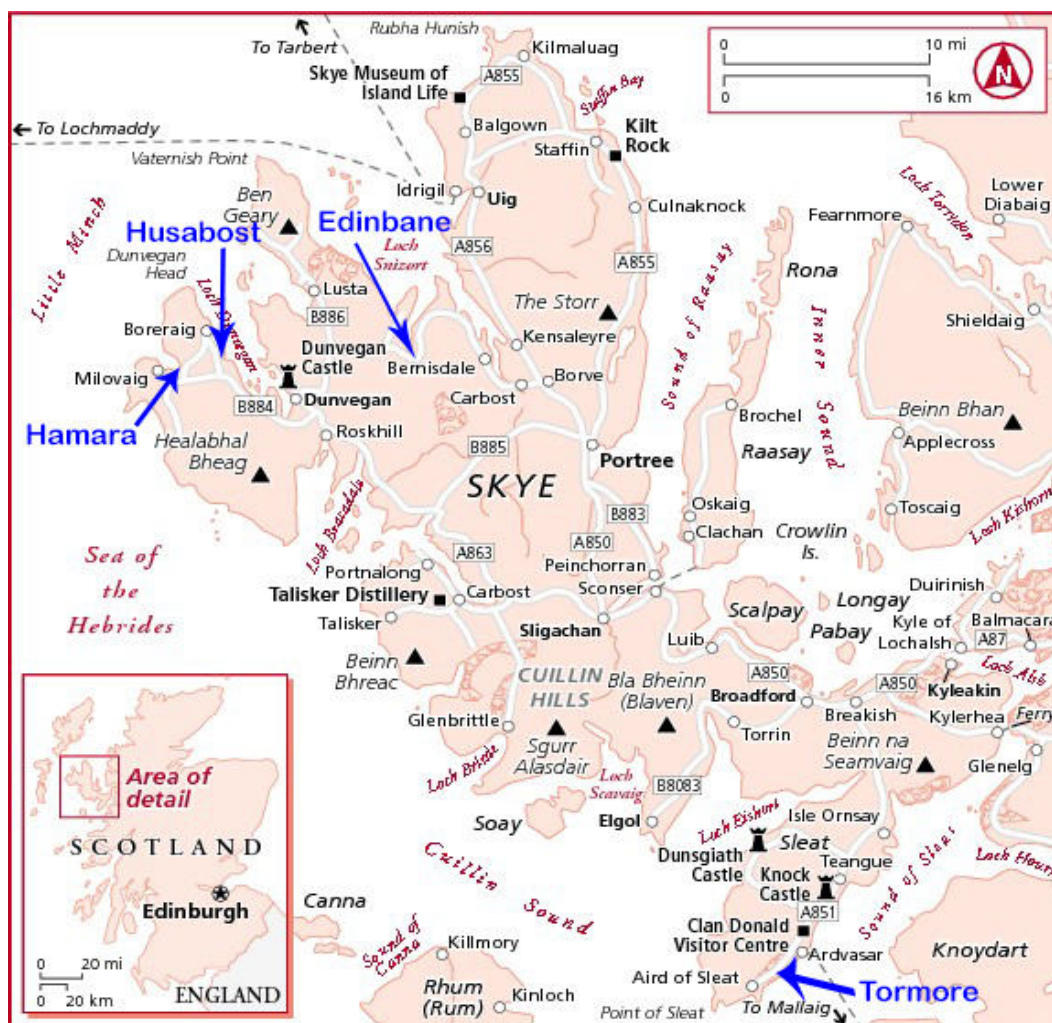 To Tarbert
Rubha Hunish
Kilmaluag
0 10 mi
0 16 km
N
A855
Skye Museum of
Island Life
Staffin Bay
Balgown
Kilt
Rock
To Lochmaddy
Staffin
Vaternish Point
Idrigil
Uig
Ben
Geary
Culnaknock
Loch Torridon
Lower
Diabaig
Fearnmore
Little Minch
Husabost
Edinbane
Dunvegan
Head
Loch
Snizort
A856
A855
Sound of Raasay
Rona
Inner Sound
Lusta
The Storr
Shieldaig
Loch Dunvegan
B886
Boreraig
Kensaleyre
Dunvegan
Castle
Bernisdale
Milovaig
Borve
Carbost
B884
Dunvegan
Brochel
Beinn Bhan
Hamara
Roskhill
Raasay
Applecross
Healabhal
Bheag
B885
Portree
SKYE
Oskaig
Toscaig
B883
Clachan
Crowlin
Is.
Loch Kishorn
Loch Bracadale
A863
A850
Sea of
the
Hebrides
Portnalong
Peinchorran
Sconser
Duirinish
Talisker Distillery
Carbost
Scalpay
Longay
Kyle of
Lochalsh
Balmacara
Talisker
Sligachan
Pabay
A87
Luib
Beinn
Bhreac
CUILLIN
HILLS
Bla Bheinn
(Blaven)
A850
A850
Loch Alsh
Kyleakin
Broadford
Breakish
Glenbrittle
Kylerhea
Ferry
Torrin
Sgurr
Alasdair
Beinn na
Seamvaig
Glenelg
Loch Brittle
Loch
Scavaig
B8083
Soay
Elgol
Loch Eishort
Isle Ornsay
Dunsgiath
Castle
Sleat
Teangue
Sound of Sleat
Loch Hourn
Cuillin Sound
Knock
Castle
A851
Clan Donald
Visitor Centre
Canna
Ardvasar
Knoydart
Sound of
Canna
Killmory
Aird of Sleat
Tormore
Rhum
(Rum)
Kinloch
To Mallaig
Point of Sleat
Area of
detail
SCOTLAND
Edinburgh
0 20 mi
0 20 km
ENGLAND